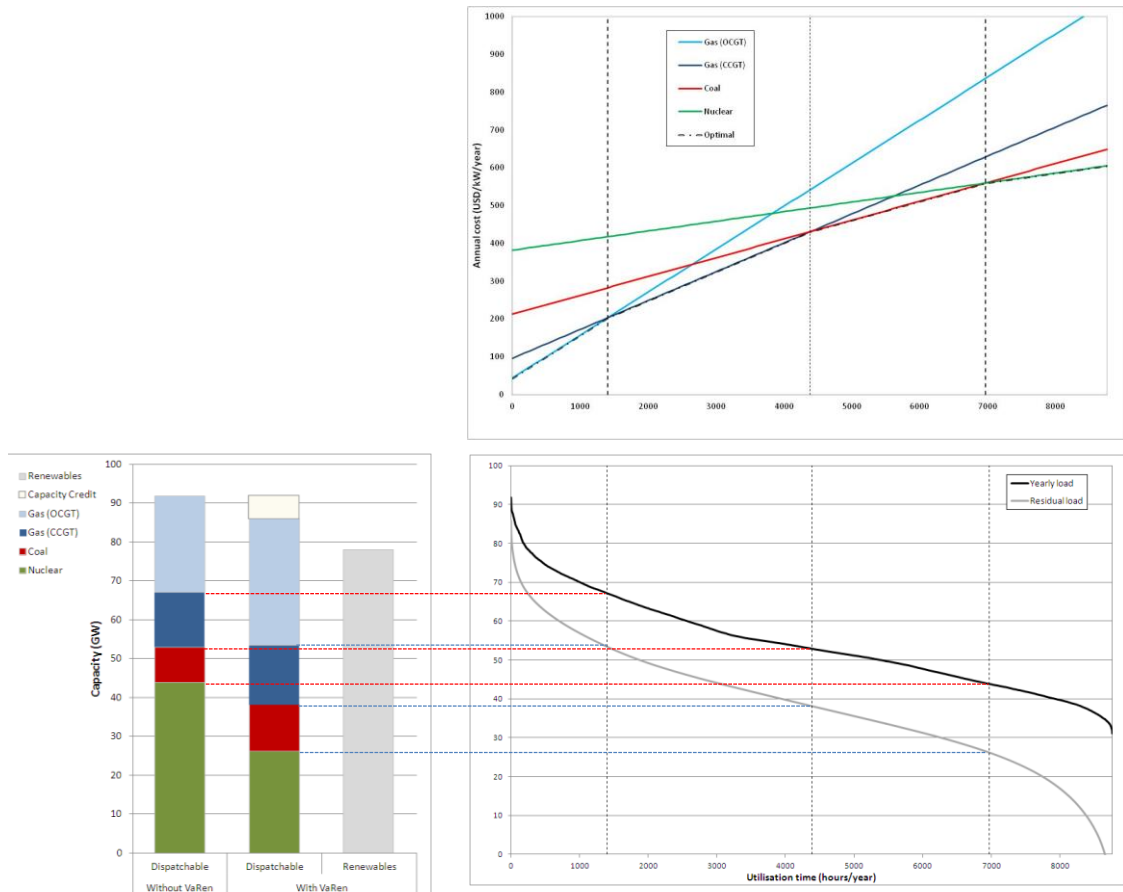 1000
900
800
700
600
500
400
300
200
100
0
Annual cost (USD/kW/year)
Gas (OCGT)
Gas (CCGT)
Coal
Nuclear
Optimal
0 1000 2000 3000 4000 5000 6000 7000 8000
Renewables
Capacity Credit
Gas (OCGT)
Gas (CCGT)
Coal
Nuclear
Capacity (GW)
100
90
80
70
60
50
40
30
20
10
0
Dispatchable Dispatchable Renewables
Without VaRen With VaRen
100
90
80
70
60
50
40
30
20
10
0
Yearly load
Residual load
0 1000 2000 3000 4000 5000 6000 7000 8000
Utilisation time (hours/year)